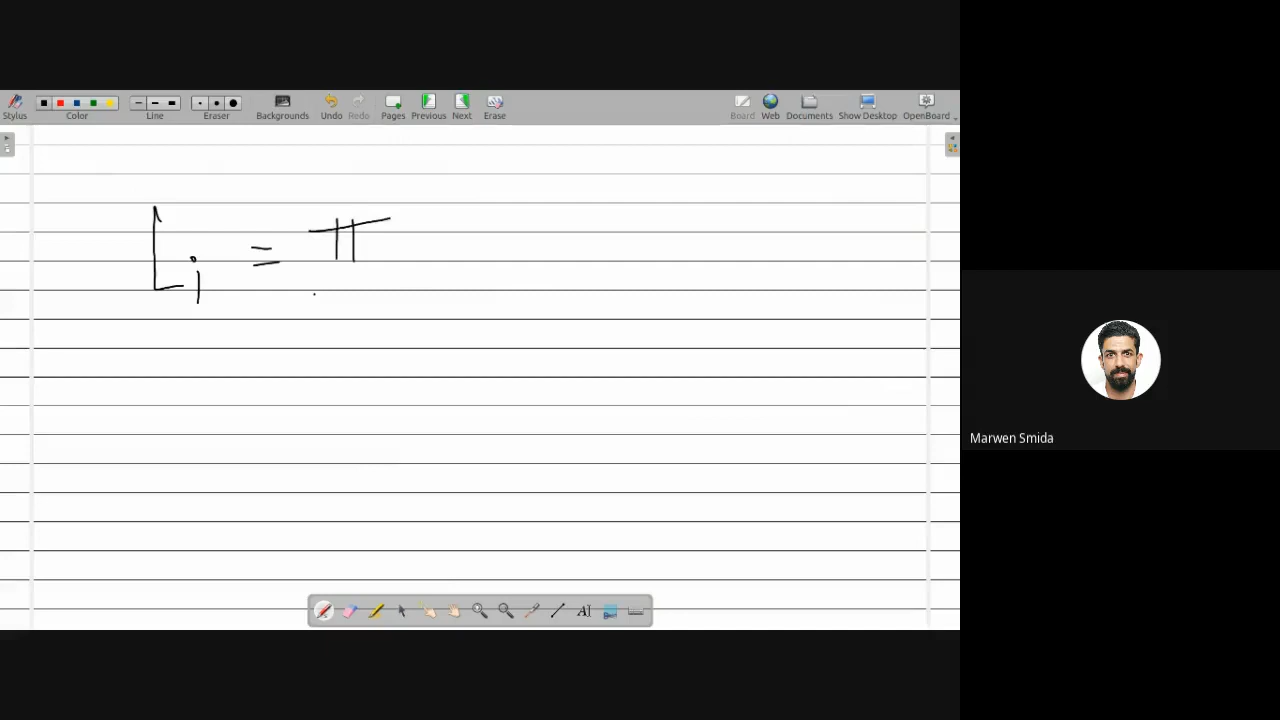 Stylus Color Line Eraser Backgrounds Undo Redo Pages Previous Next Erase Board Web Documents Show Desktop OpenBoard
Li = π
Marwen Smida
AI